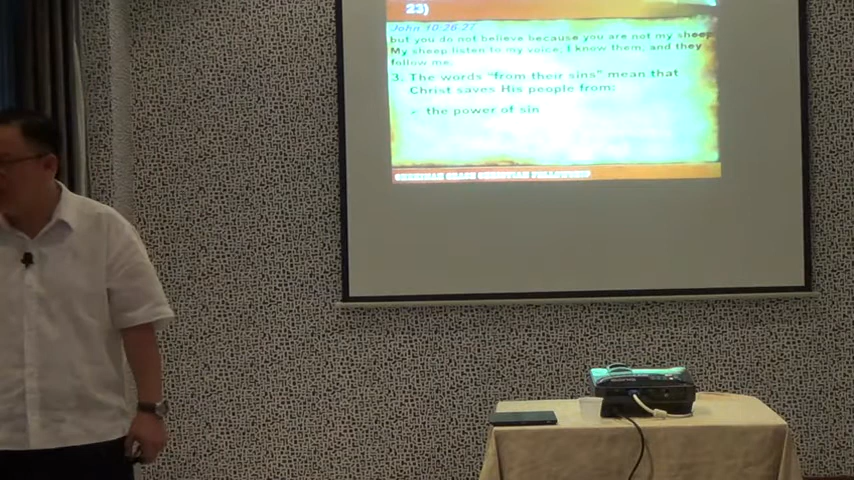 23)
John 10:26,27
but you do not believe because you are not my sheep
My sheep listen to my voice; I know them, and they
follow me.
3. The words "from their sins" mean that
Christ saves His people from:
the power of sin